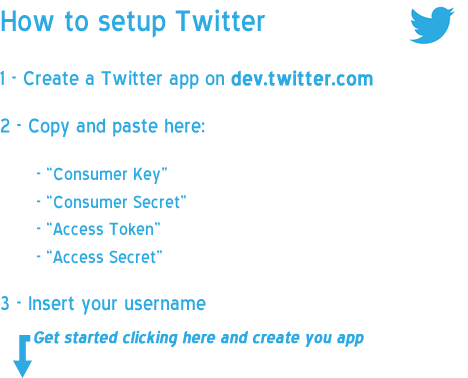 How to setup Twitter
1 - Create a Twitter app on dev.twitter.com
2 - Copy and paste here:
- “Consumer Key”
- “Consumer Secret”
- “Access Token”
- “Access Secret”
3 - Insert your username
Get started clicking here and create you app